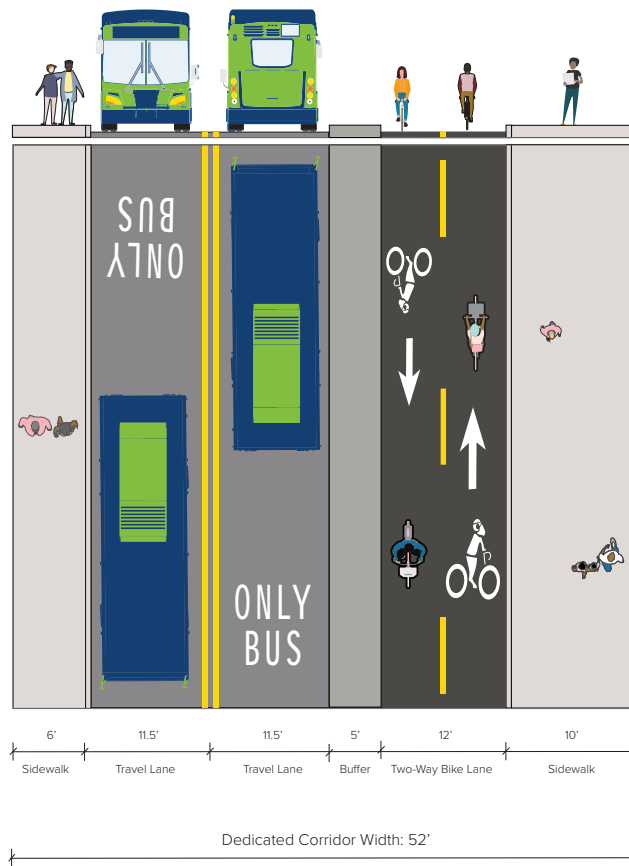 BUS
ONLY
ONLY
BUS
6’ 11.5’ 11.5’ 5’ 12’ 10’
Sidewalk Travel Lane Travel Lane Buffer Two-Way Bike Lane Sidewalk
Dedicated Corridor Width: 52’